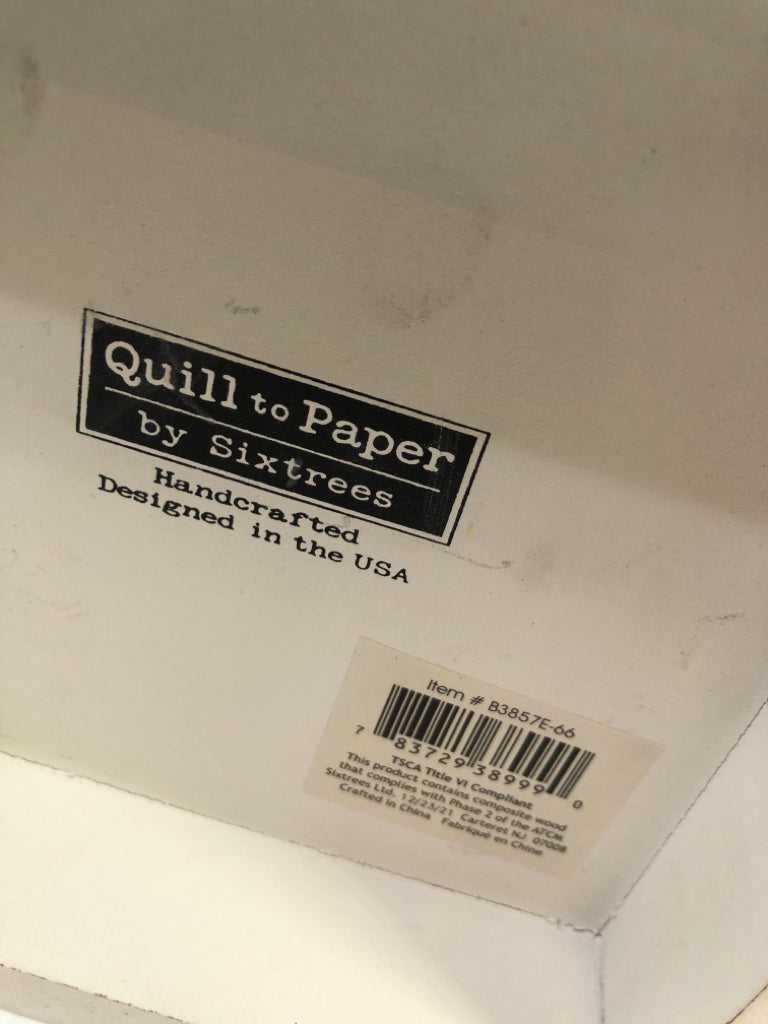 Quill to Paper
by Sixtrees
Handcrafted
Designed in the USA
Item # B3857E-66
7 83729 38999 0
TSCA Title VI Compliant
This product contains composite wood
that complies with Phase 2 of the ATCM.
Sixtrees Ltd. 12/23/21 Carteret NJ 07008
Crafted in China Fabriqué en Chine